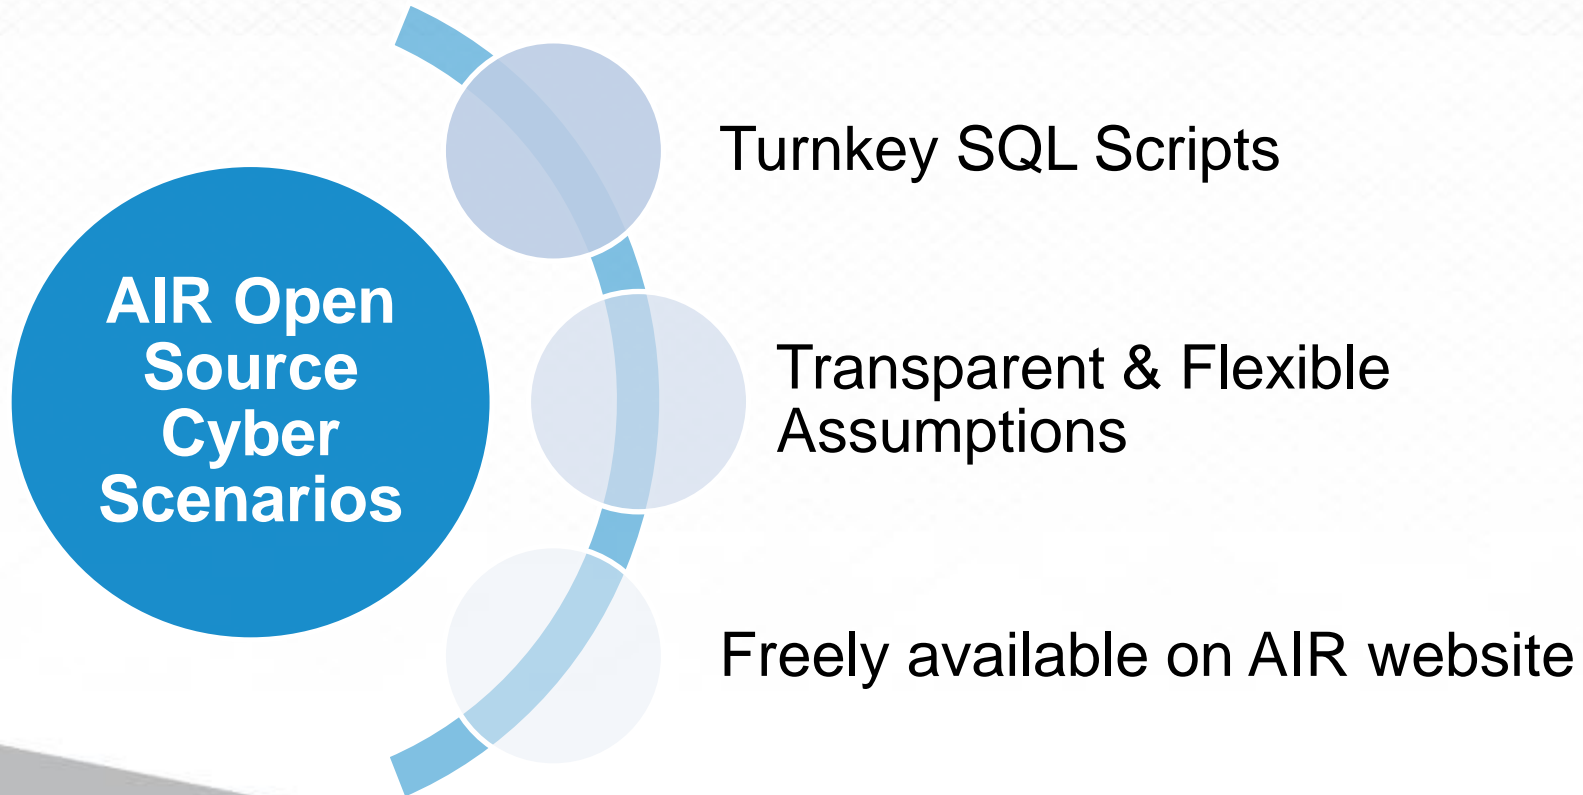 AIR Open
Source
Cyber
Scenarios
Turnkey SQL Scripts
Transparent & Flexible
Assumptions
Freely available on AIR website